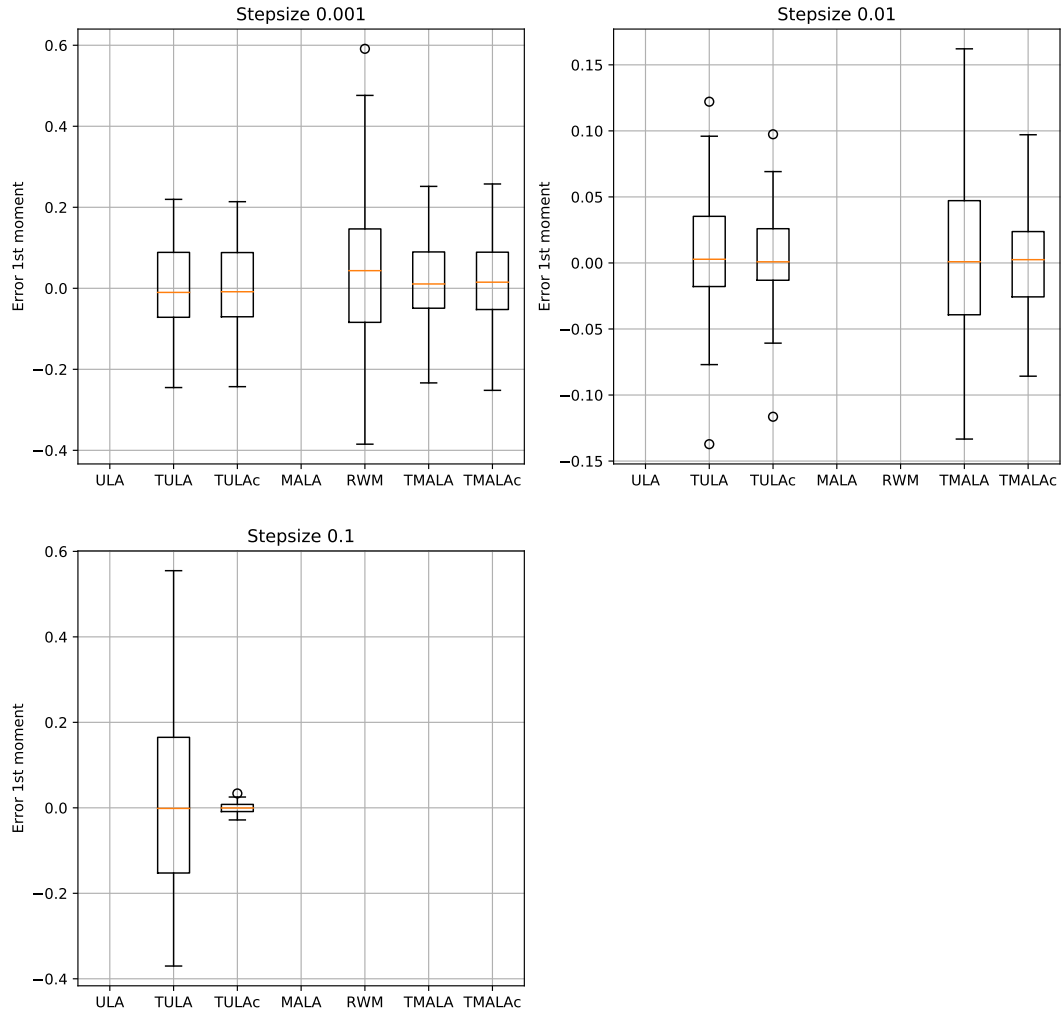 Stepsize 0.001
Error 1st moment
0.6
0.4
0.2
0.0
−0.2
−0.4
ULA TULA TULAc MALA RWM TMALA TMALAc
Stepsize 0.01
Error 1st moment
0.15
0.10
0.05
0.00
−0.05
−0.10
−0.15
ULA TULA TULAc MALA RWM TMALA TMALAc
Stepsize 0.1
Error 1st moment
0.6
0.4
0.2
0.0
−0.2
−0.4
ULA TULA TULAc MALA RWM TMALA TMALAc